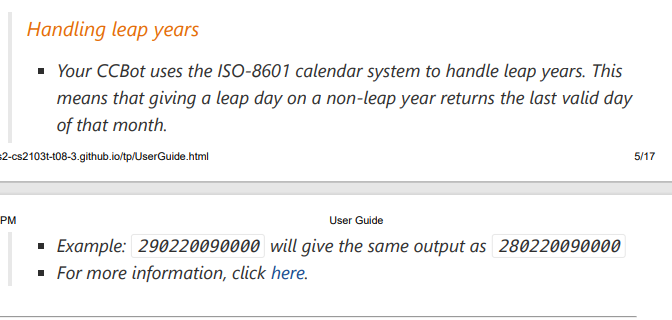 Handling leap years
▪ Your CCBot uses the ISO-8601 calendar system to handle leap years. This
means that giving a leap day on a non-leap year returns the last valid day
of that month.
s2-cs2103t-t08-3.github.io/tp/UserGuide.html 5/17
PM User Guide
▪ Example: 290220090000 will give the same output as 280220090000
▪ For more information, click here.